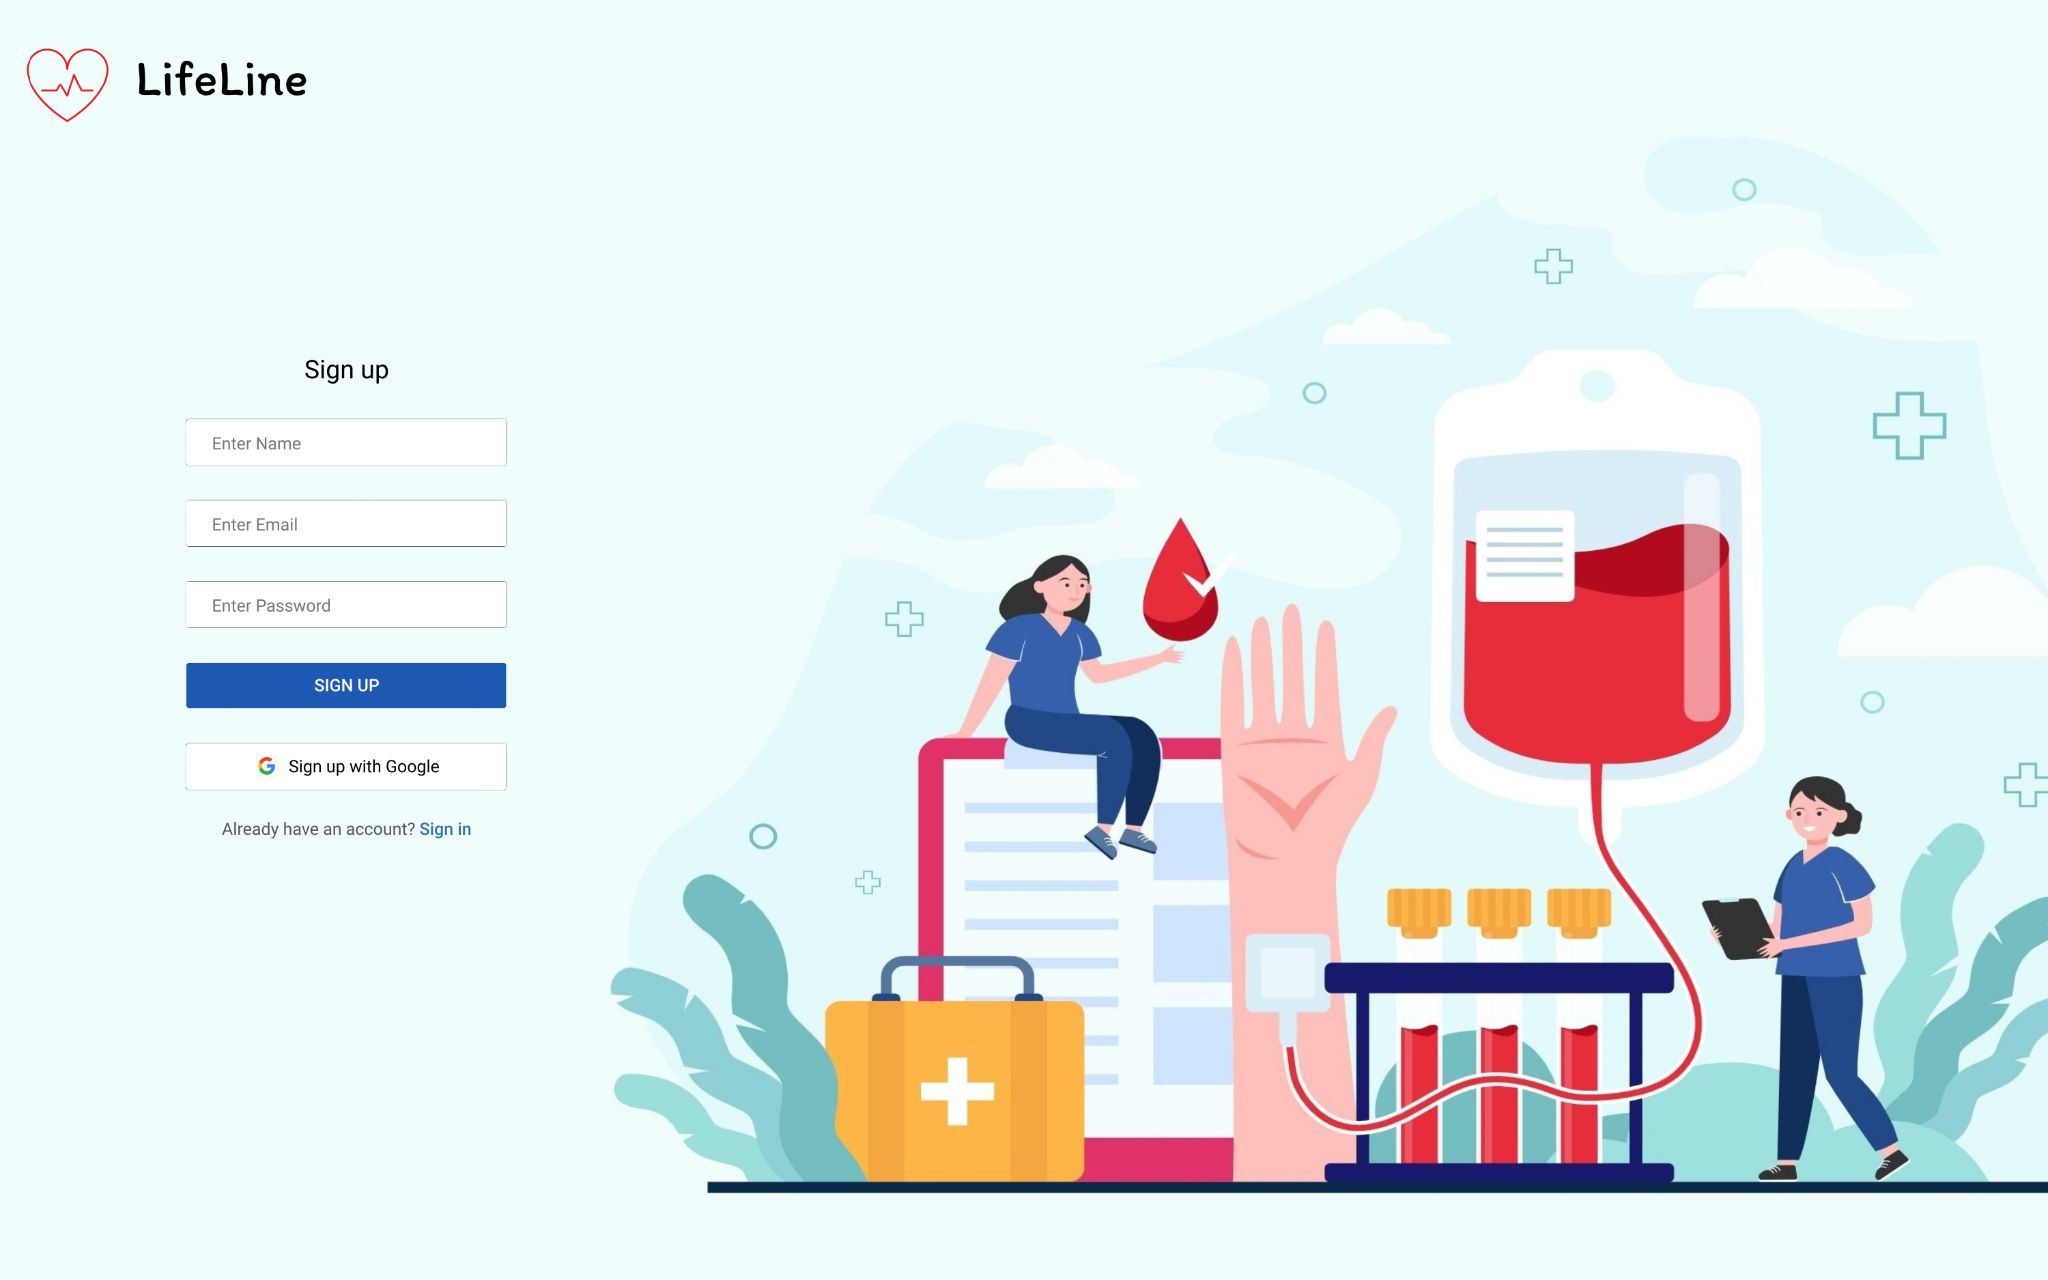 LifeLine
Sign up
Enter Name
Enter Email
Enter Password
SIGN UP
Sign up with Google
Already have an account? Sign in